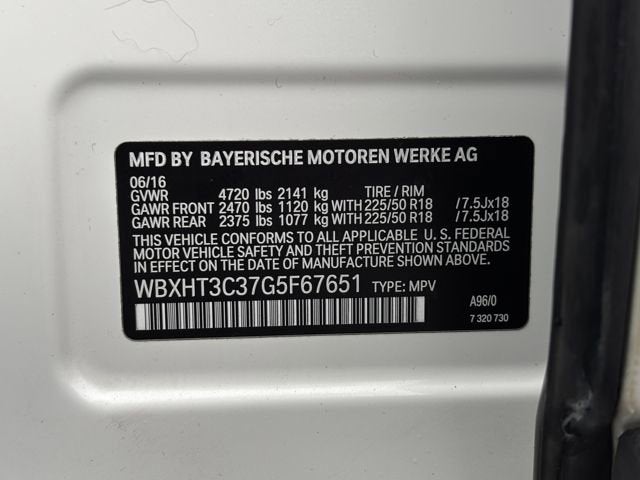 MFD BY BAYERISCHE MOTOREN WERKE AG
06/16
GVWR 4720 lbs 2141 kg TIRE / RIM
GAWR FRONT 2470 lbs 1120 kg WITH 225/50 R18 /7.5Jx18
GAWR REAR 2375 lbs 1077 kg WITH 225/50 R18 /7.5Jx18
THIS VEHICLE CONFORMS TO ALL APPLICABLE U. S. FEDERAL
MOTOR VEHICLE SAFETY, BUMPER AND THEFT PREVENTION STANDARDS
IN EFFECT ON THE DATE OF MANUFACTURE SHOWN ABOVE.
WBXHT3C37G5F67651 TYPE: MPV
A96/0
7 320 730